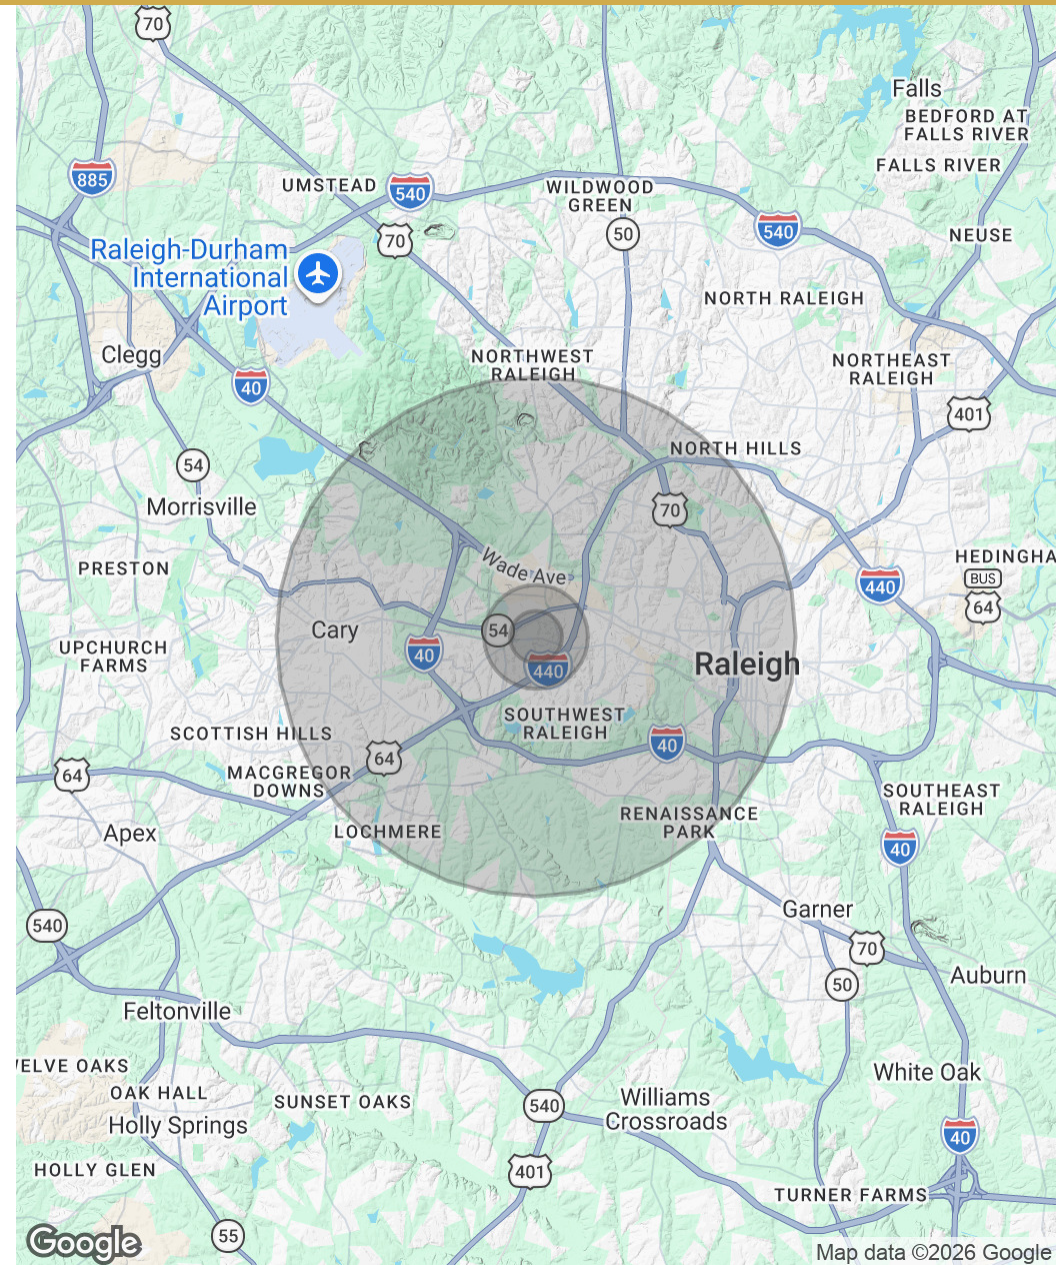 70
Falls
BEDFORD AT
FALLS RIVER
FALLS RIVER
885
UMSTEAD
540
WILDWOOD
GREEN
50
540
NEUSE
70
Raleigh-Durham
International
Airport
NORTH RALEIGH
Clegg
NORTHWEST
RALEIGH
NORTHEAST
RALEIGH
40
401
NORTH HILLS
54
Morrisville
70
PRESTON
Wade Ave
HEDINGHA
BUS
64
440
Cary
54
UPCHURCH
FARMS
40
440
Raleigh
SOUTHWEST
RALEIGH
SCOTTISH HILLS
40
64
64
MACGREGOR
DOWNS
SOUTHEAST
RALEIGH
RENAISSANCE
PARK
Apex
LOCHMERE
40
540
Garner
70
50
Auburn
Feltonville
ELVE OAKS
White Oak
OAK HALL
SUNSET OAKS
540
Williams
Crossroads
Holly Springs
40
HOLLY GLEN
401
TURNER FARMS
55
Google
Map data ©2026 Google